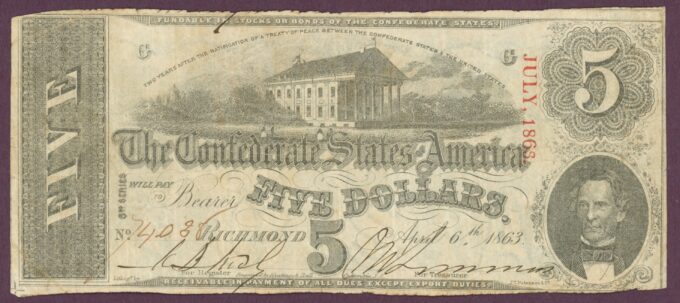 FUNDABLE IN STOCKS OR BONDS OF THE CONFEDERATE STATES.
TWO YEARS AFTER THE RATIFICATION OF A TREATY OF PEACE BETWEEN THE CONFEDERATE STATES & THE UNITED STATES
G G
5
JULY, 1863
FIVE
The Confederate States of America
6TH SERIES
WILL PAY
TO Bearer
FIVE DOLLARS.
No.
RICHMOND April 6th 1863.
5
For Register
For Treasurer
RECEIVABLE IN PAYMENT OF ALL DUES EXCEPT EXPORT DUTIES